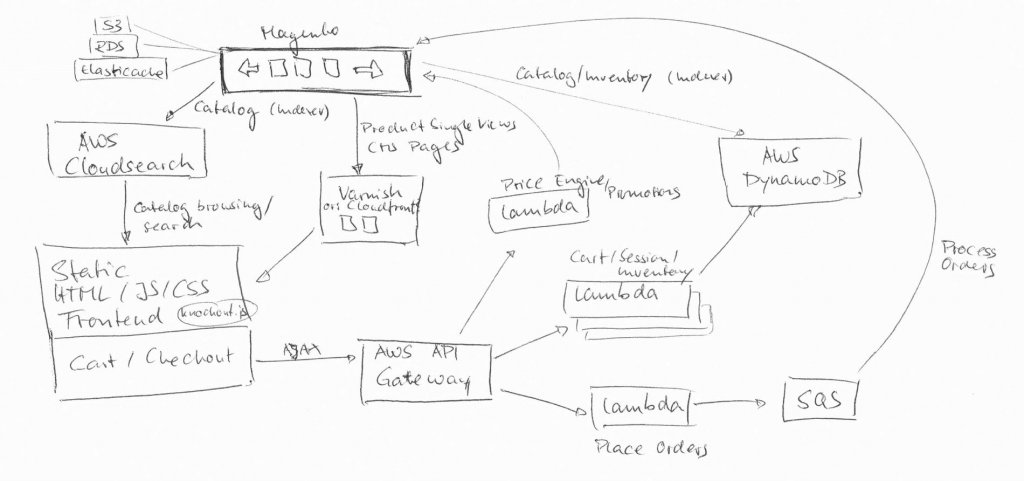 S3
RDS
Elasticache
Magento
Catalog/Inventory (Indexer)
Catalog (Indexer)
Product Single Views
CMS Pages
AWS
Cloudsearch
AWS
DynamoDB
Varnish
or Cloudfront
Price Engine/Promotions
Lambda
Catalog browsing/
search
Cart/Session/
Inventory
Lambda
Process
Orders
Static
HTML / JS/CSS
Frontend knockout.js
Cart / Checkout
AJAX
AWS API
Gateway
Lambda
Place Orders
SQS